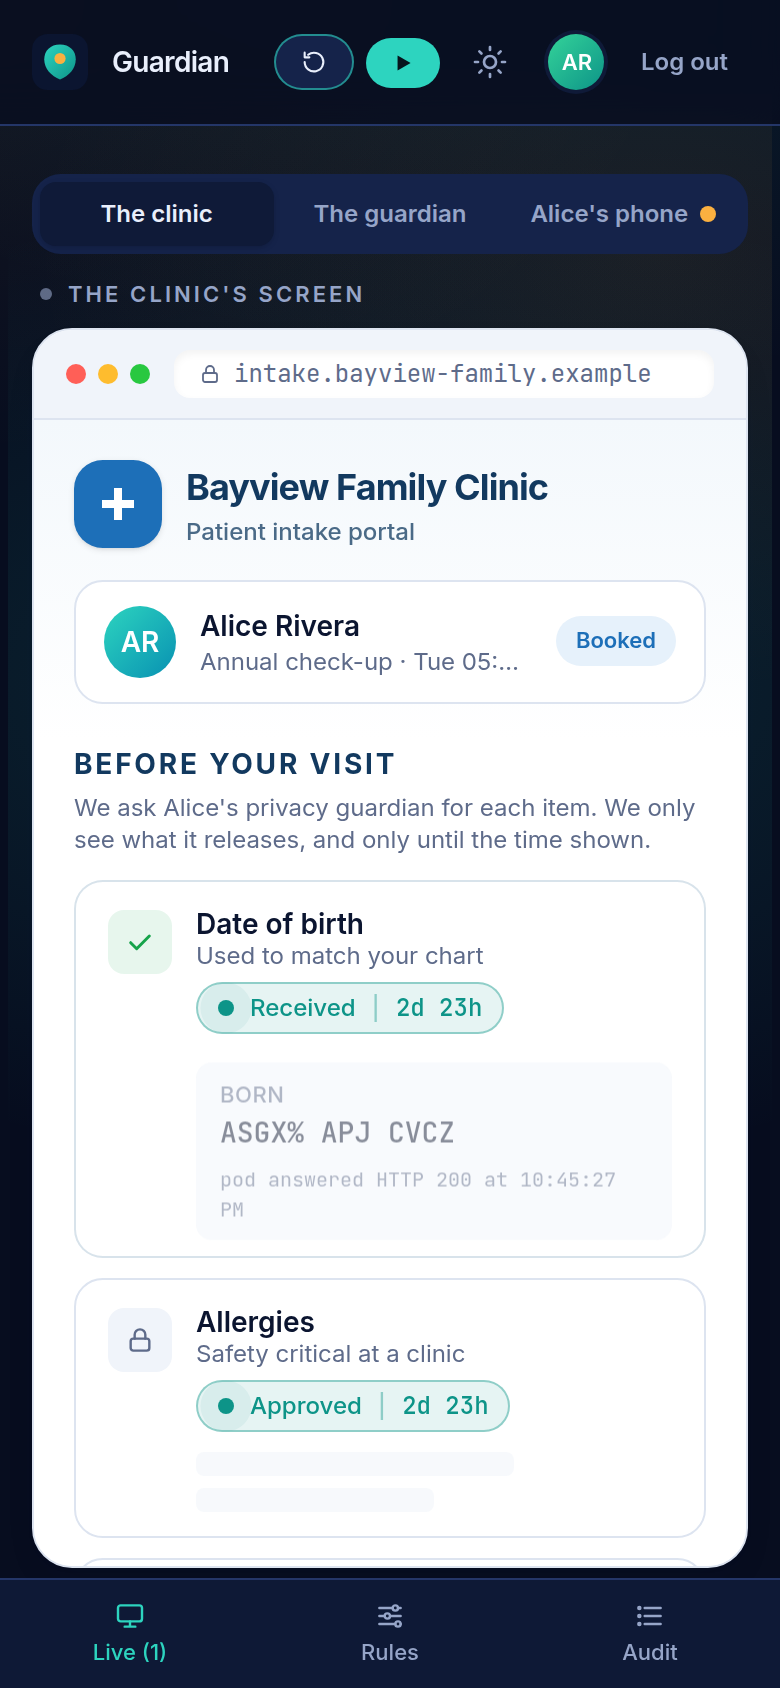 Guardian
AR
Log out
The clinic
The guardian
Alice's phone
THE CLINIC'S SCREEN
intake.bayview-family.example
Bayview Family Clinic
Patient intake portal
AR
Alice Rivera
Annual check-up · Tue 05:...
Booked
BEFORE YOUR VISIT
We ask Alice's privacy guardian for each item. We only
see what it releases, and only until the time shown.
Date of birth
Used to match your chart
Received | 2d 23h
BORN
ASGX% APJ CVCZ
pod answered HTTP 200 at 10:45:27
PM
Allergies
Safety critical at a clinic
Approved | 2d 23h
Live (1)
Rules
Audit